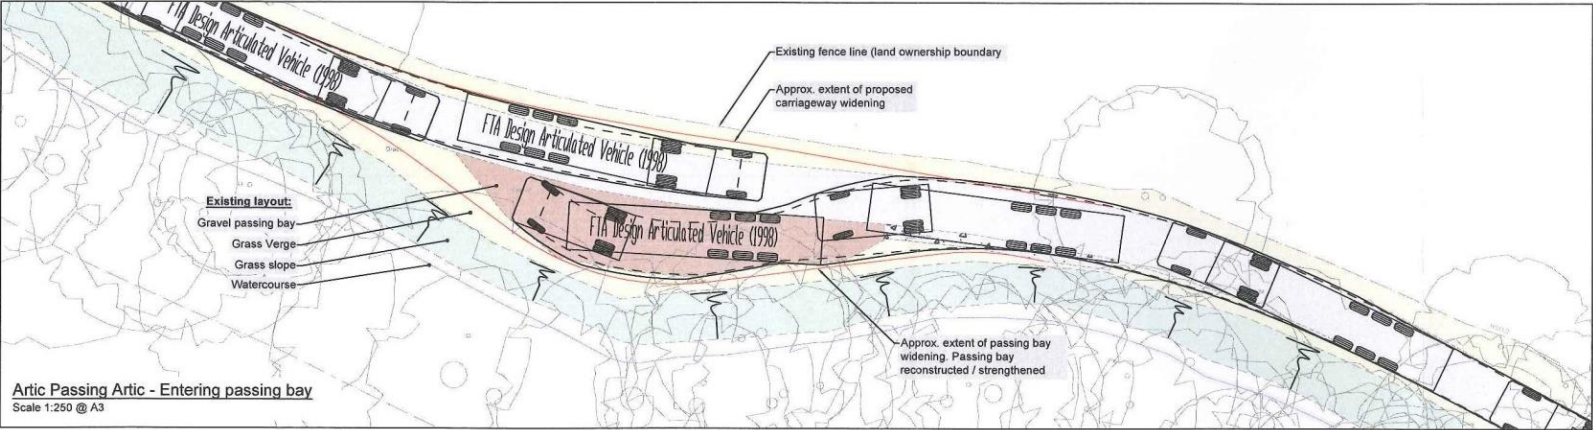 FTA Design Articulated Vehicle (1998)
Existing fence line (land ownership boundary
Approx. extent of proposed
carriageway widening
FTA Design Articulated Vehicle (1998)
Existing layout:
Gravel passing bay
Grass Verge
Grass slope
Watercourse
FTA Design Articulated Vehicle (1998)
Approx. extent of passing bay
widening. Passing bay
reconstructed / strengthened
Artic Passing Artic - Entering passing bay
Scale 1:250 @ A3